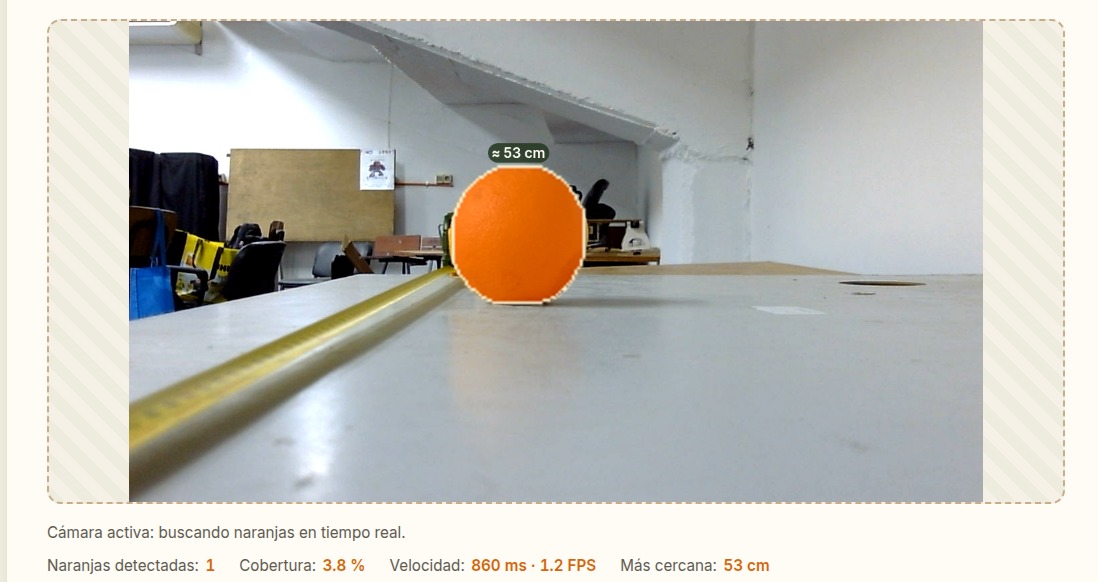 ≈ 53 cm
Cámara activa: buscando naranjas en tiempo real.
Naranjas detectadas: 1 Cobertura: 3.8 % Velocidad: 860 ms · 1.2 FPS Más cercana: 53 cm